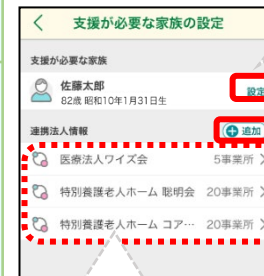 支援が必要な家族の設定
支援が必要な家族
佐藤太郎
82歳 昭和10年1月31日生
設定
連携法人情報
追加
医療法人ワイズ会 5事業所
特別養護老人ホーム 聡明会 20事業所
特別養護老人ホーム コア… 20事業所